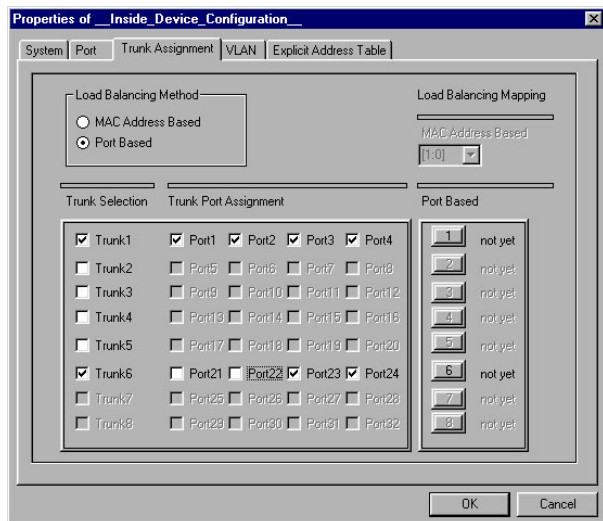 Properties of __Inside_Device_Configuration__
System Port Trunk Assignment VLAN Explicit Address Table
Load Balancing Method
MAC Address Based
Port Based
Load Balancing Mapping
MAC Address Based
[1:0]
Trunk Selection Trunk Port Assignment Port Based
Trunk1 Port1 Port2 Port3 Port4 1 not yet
Trunk2 Port5 Port6 Port7 Port8 2 not yet
Trunk3 Port9 Port10 Port11 Port12 3 not yet
Trunk4 Port13 Port14 Port15 Port16 4 not yet
Trunk5 Port17 Port18 Port19 Port20 5 not yet
Trunk6 Port21 Port22 Port23 Port24 6 not yet
Trunk7 Port25 Port26 Port27 Port28 7 not yet
Trunk8 Port29 Port30 Port31 Port32 8 not yet
OK Cancel